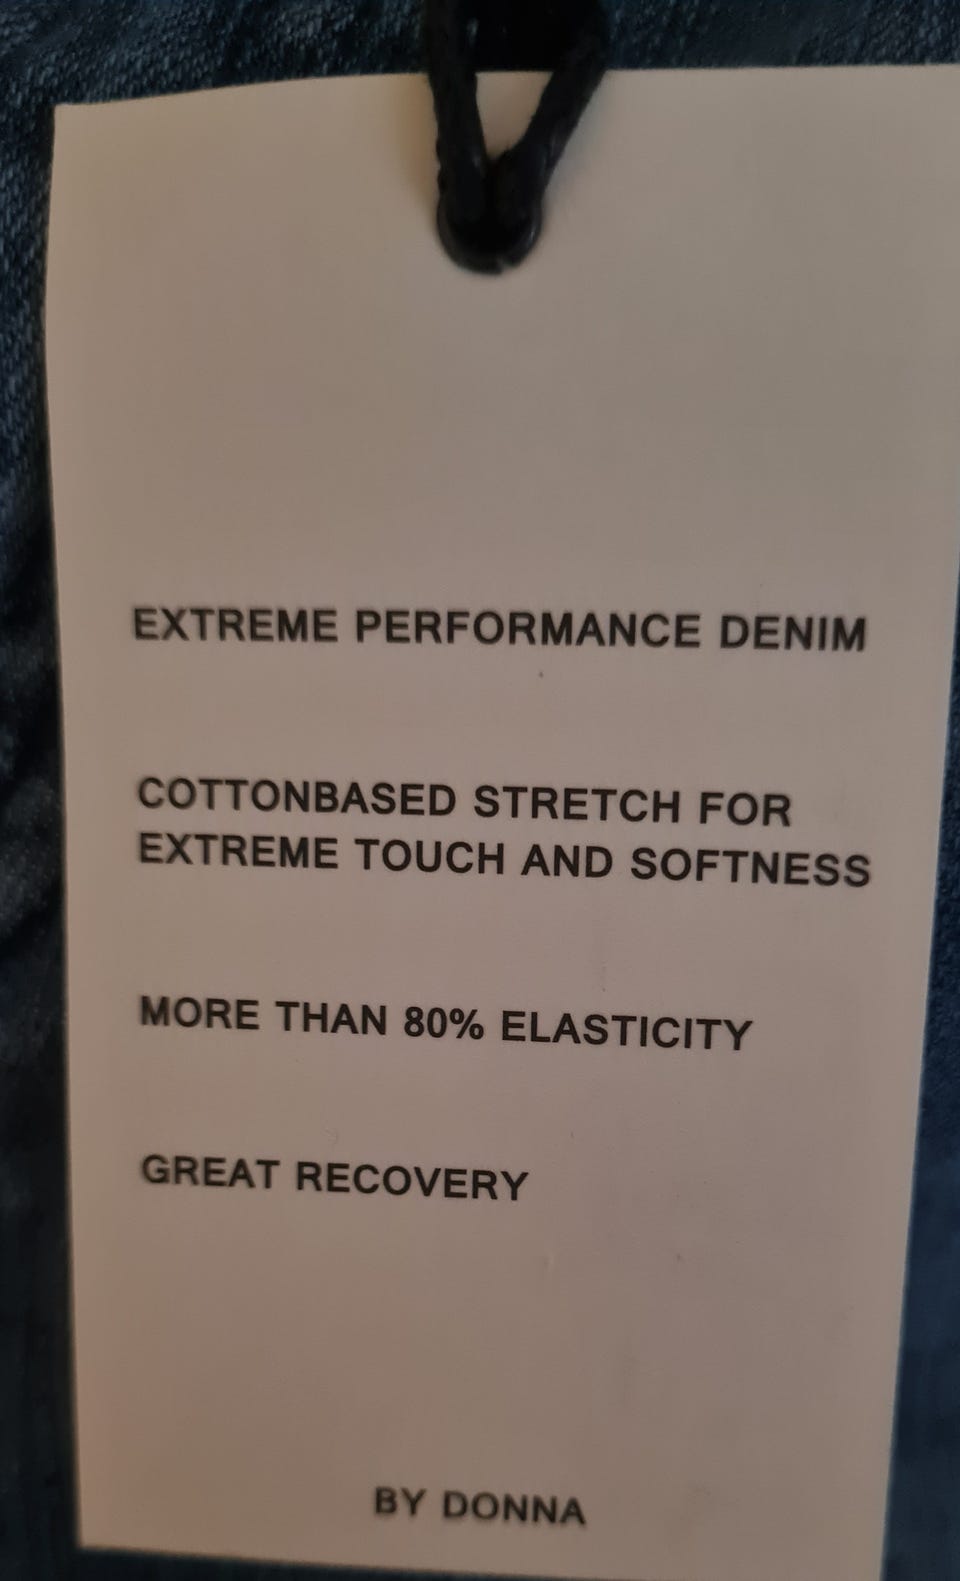 EXTREME PERFORMANCE DENIM
COTTONBASED STRETCH FOR
EXTREME TOUCH AND SOFTNESS
MORE THAN 80% ELASTICITY
GREAT RECOVERY
BY DONNA